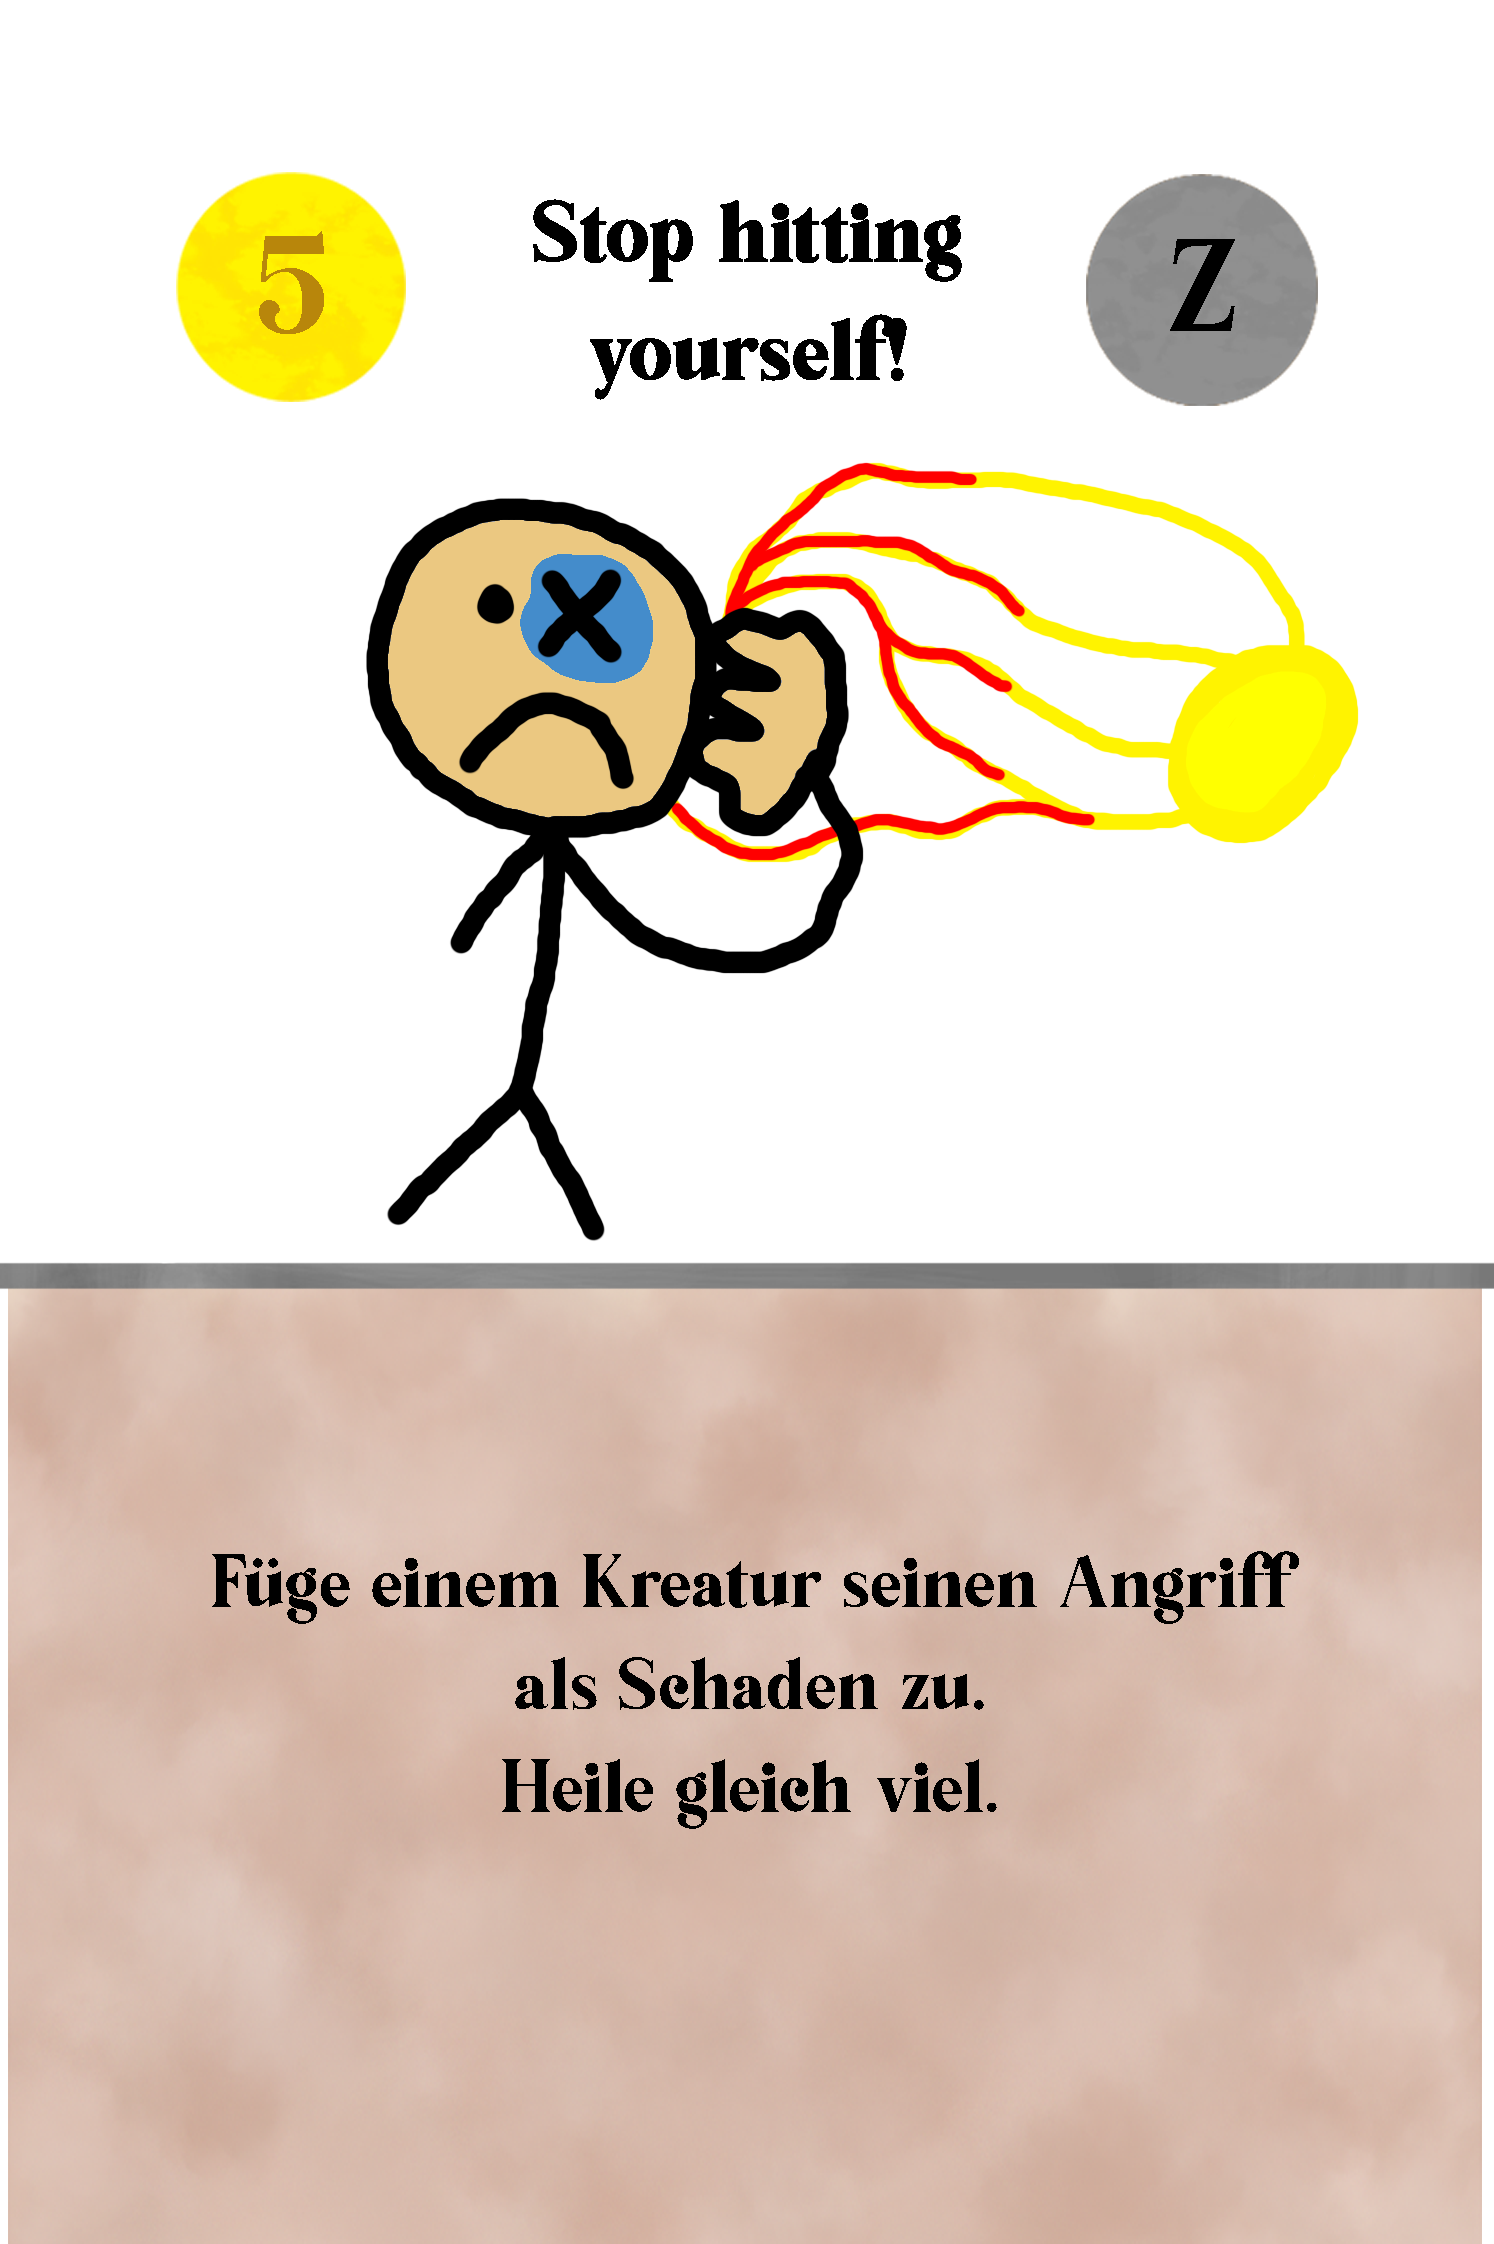 5
Stop hitting
yourself!
Z
Füge einem Kreatur seinen Angriff
als Schaden zu.
Heile gleich viel.